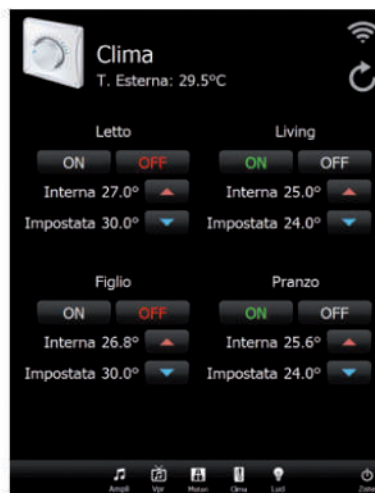 Clima
T. Esterna: 29.5°C
Letto
ON OFF
Interna 27.0°
Impostata 30.0°
Living
ON OFF
Interna 25.0°
Impostata 24.0°
Figlio
ON OFF
Interna 26.8°
Impostata 30.0°
Pranzo
ON OFF
Interna 25.6°
Impostata 24.0°
Ampli Vpr Motori Clima Luci